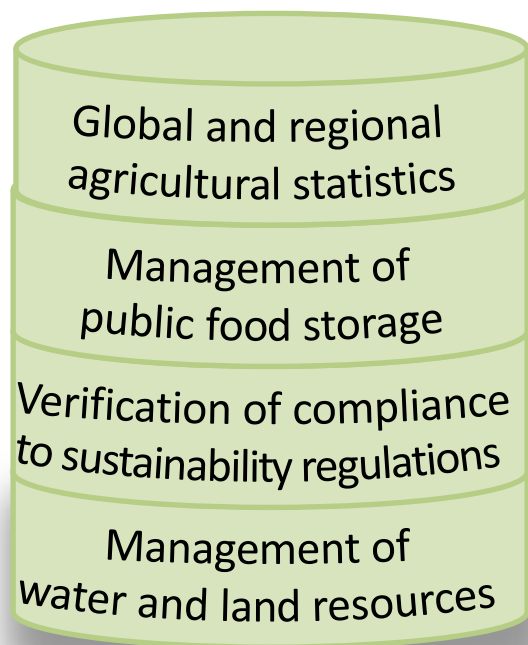 Global and regional
agricultural statistics
Management of
public food storage
Verification of compliance
to sustainability regulations
Management of
water and land resources